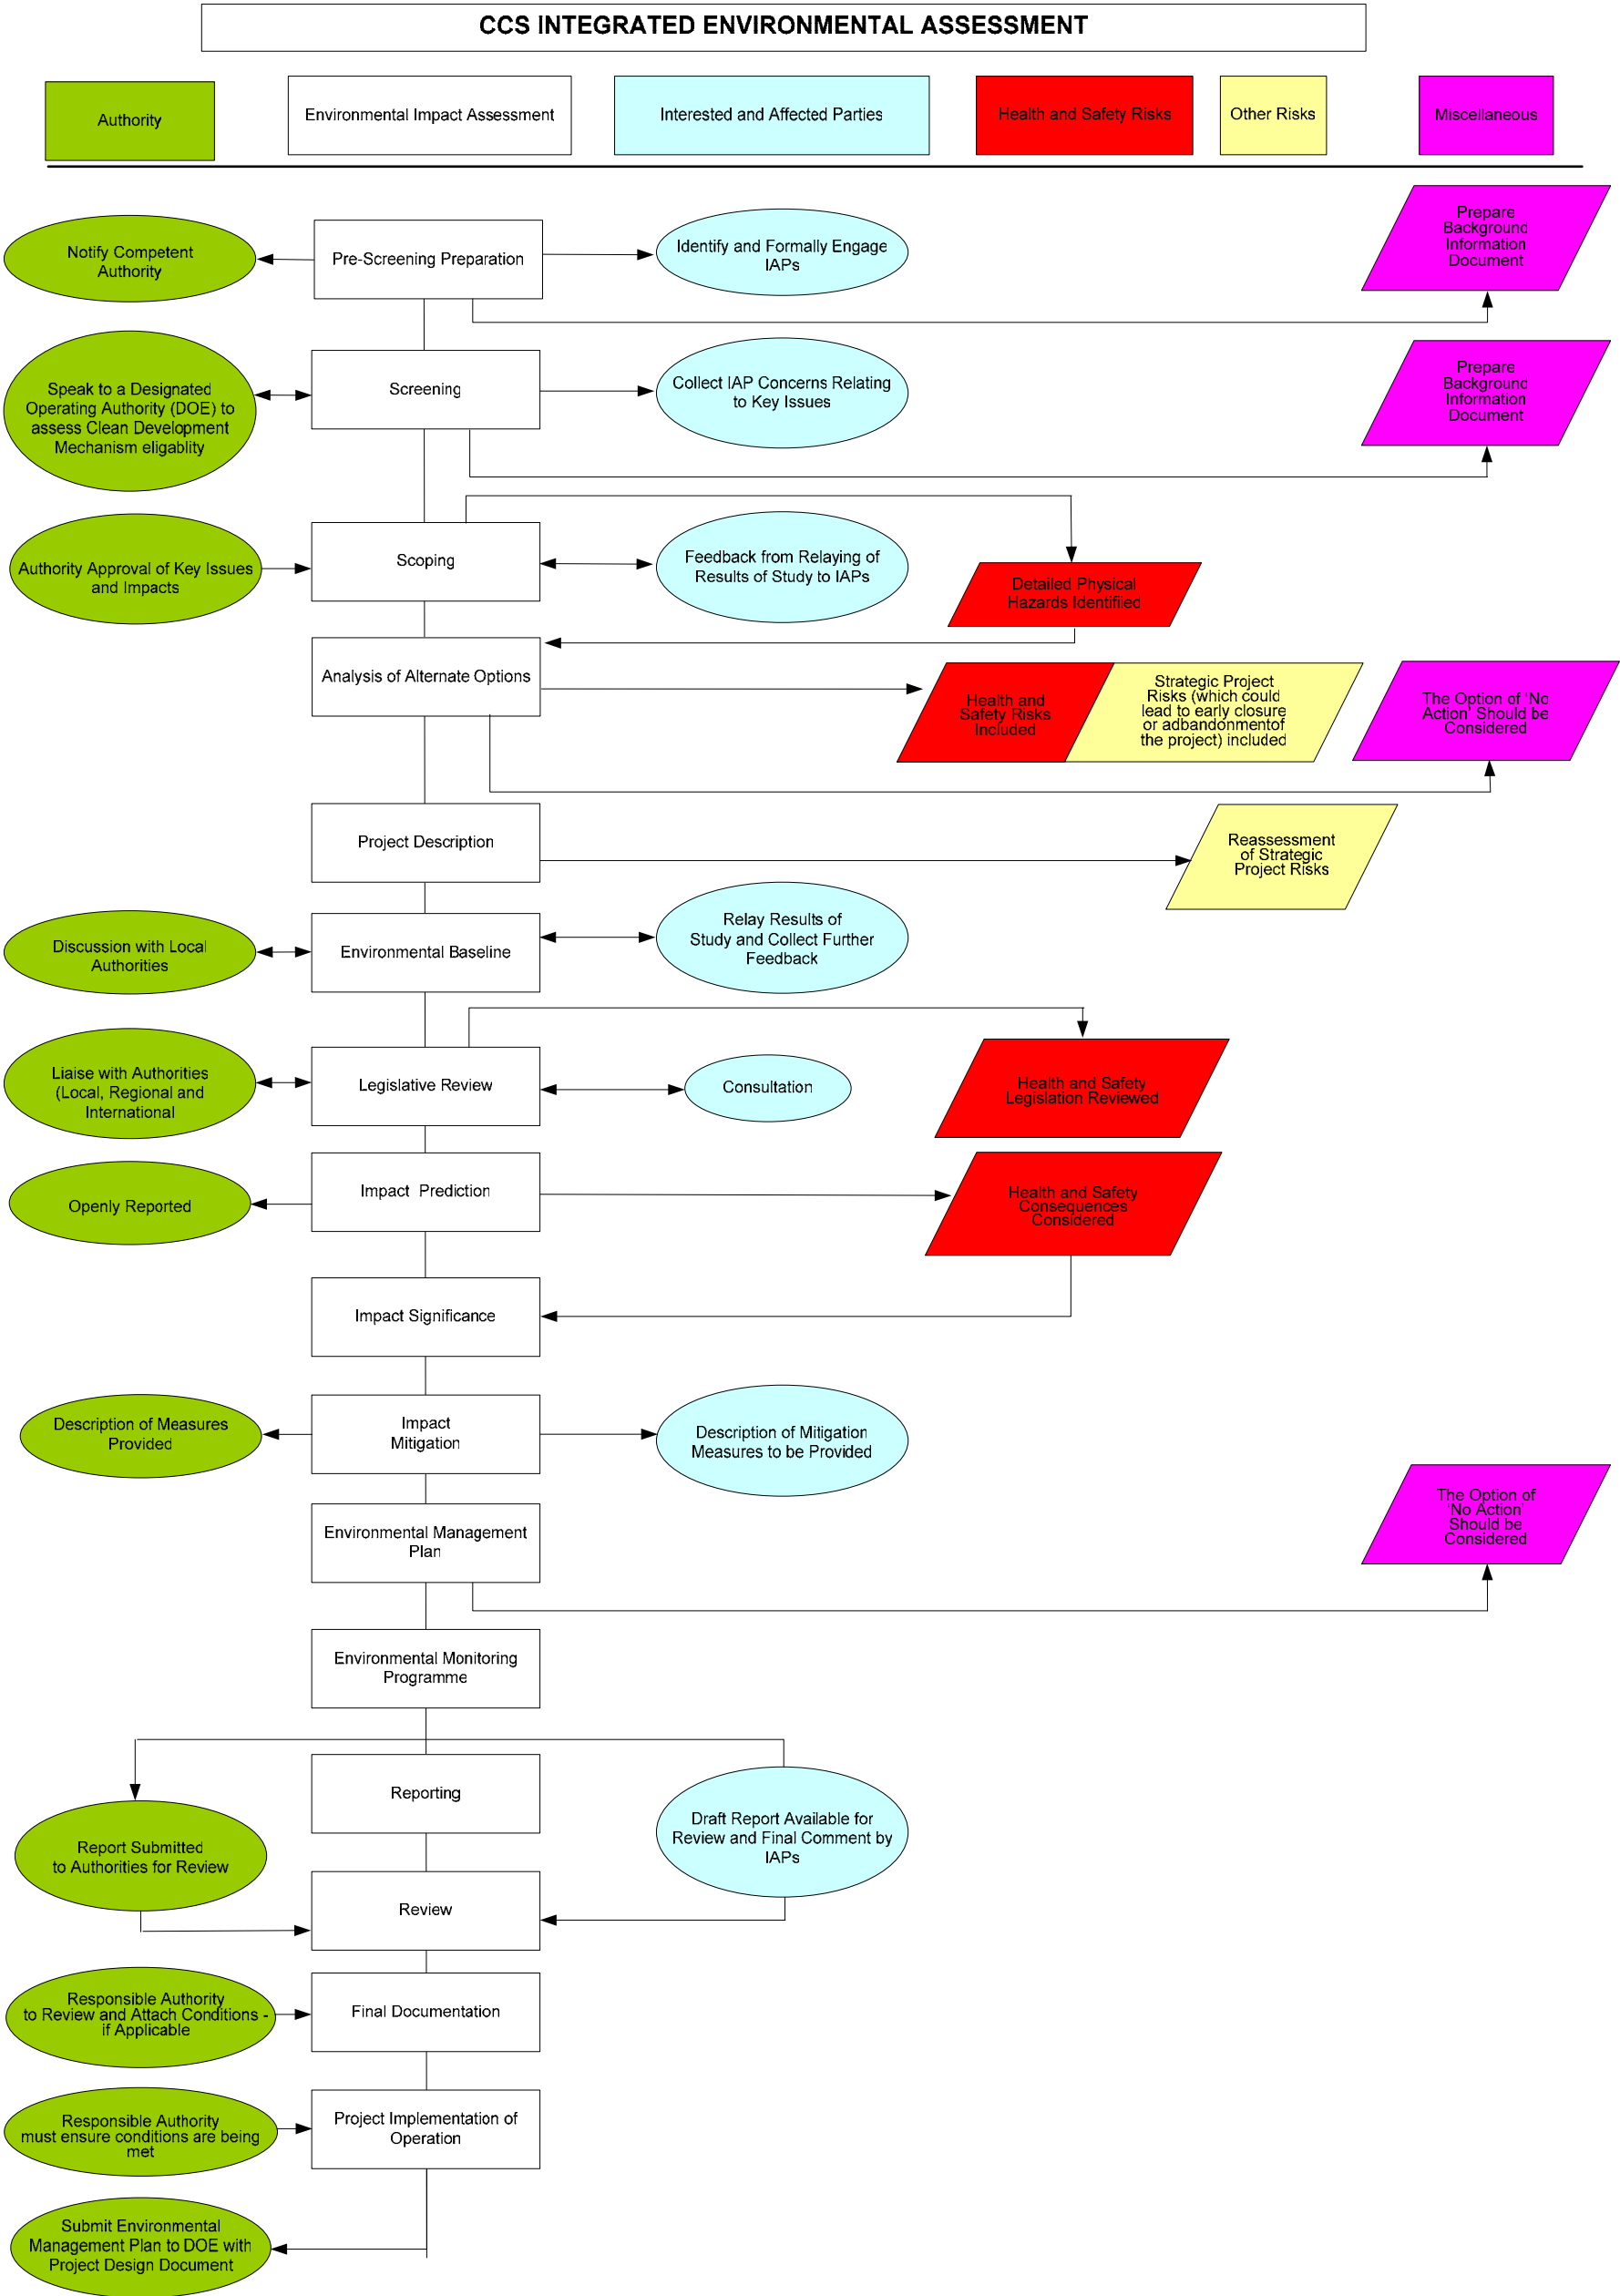 CCS INTEGRATED ENVIRONMENTAL ASSESSMENT
Authority
Environmental Impact Assessment
Interested and Affected Parties
Health and Safety Risks
Other Risks
Miscellaneous
Notify Competent
Authority
Pre-Screening Preparation
Identify and Formally Engage
IAPs
Prepare
Background
Information
Document
Speak to a Designated
Operating Authority (DOE) to
assess Clean Development
Mechanism eligablity
Screening
Collect IAP Concerns Relating
to Key Issues
Prepare
Background
Information
Document
Authority Approval of Key Issues
and Impacts
Scoping
Feedback from Relaying of
Results of Study to IAPs
Detailed Physical
Hazards Identifiied
Analysis of Alternate Options
Health and
Safety Risks
Included
Strategic Project
Risks (which could
lead to early closure
or adbandonmentof
the project) included
The Option of ‘No
Action’ Should be
Considered
Project Description
Reassessment
of Strategic
Project Risks
Discussion with Local
Authorities
Environmental Baseline
Relay Results of
Study and Collect Further
Feedback
Liaise with Authorities
(Local, Regional and
International
Legislative Review
Consultation
Health and Safety
Legislation Reviewed
Openly Reported
Impact  Prediction
Health and Safety
Consequences
Considered
Impact Significance
Description of Measures
Provided
Impact
Mitigation
Description of Mitigation
Measures to be Provided
Environmental Management
Plan
The Option of
‘No Action’
Should be
Considered
Environmental Monitoring
Programme
Reporting
Report Submitted
to Authorities for Review
Draft Report Available for
Review and Final Comment by
IAPs
Review
Responsible Authority
to Review and Attach Conditions -
if Applicable
Final Documentation
Responsible Authority
must ensure conditions are being
met
Project Implementation of
Operation
Submit Environmental
Management Plan to DOE with
Project Design Document